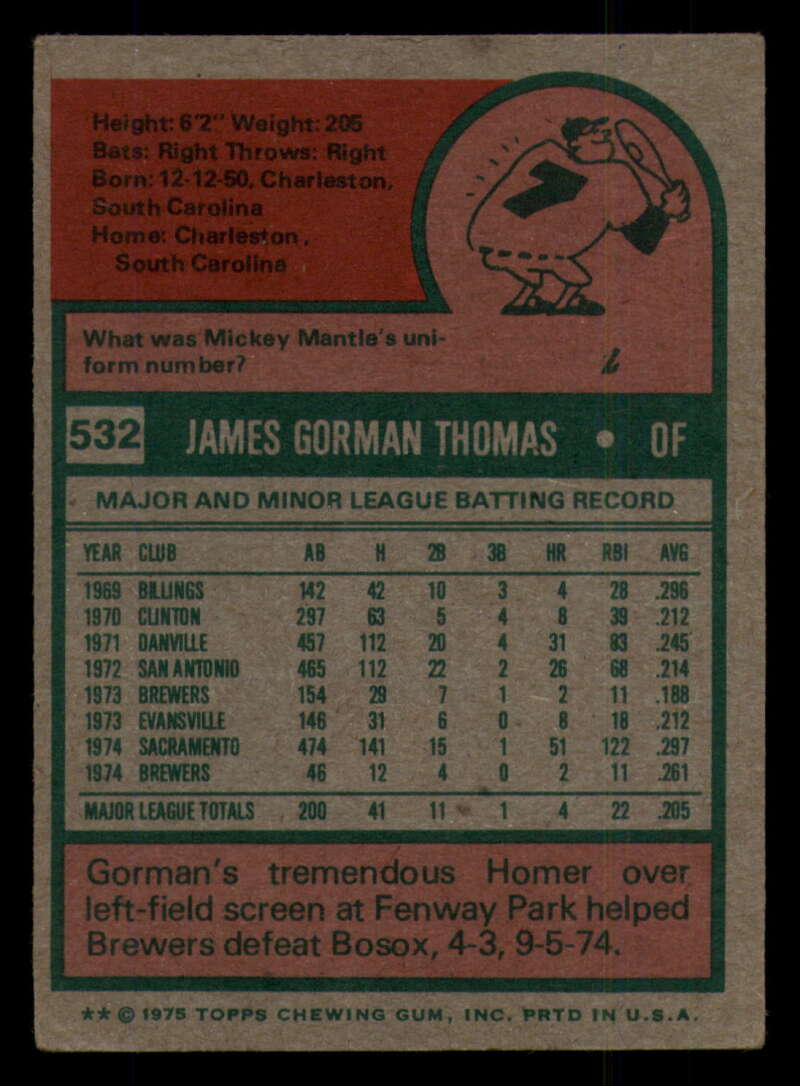 Height: 6'2" Weight: 205
Bats: Right Throws: Right
Born: 12-12-50, Charleston,
South Carolina
Home: Charleston,
South Carolina
7
What was Mickey Mantle's uni-
form number?
7
532 JAMES GORMAN THOMAS • OF
MAJOR AND MINOR LEAGUE BATTING RECORD
YEAR CLUB AB H 2B 3B HR RBI AVG
1969 BILLINGS 142 42 10 3 4 28 .296
1970 CLINTON 297 63 5 4 8 39 .212
1971 DANVILLE 457 112 20 4 31 83 .245
1972 SAN ANTONIO 465 112 22 2 26 68 .214
1973 BREWERS 154 29 7 1 2 11 .188
1973 EVANSVILLE 146 31 6 0 8 18 .212
1974 SACRAMENTO 474 141 15 1 51 122 .297
1974 BREWERS 46 12 4 0 2 11 .261
MAJOR LEAGUE TOTALS 200 41 11 1 4 22 .205
Gorman's tremendous Homer over
left-field screen at Fenway Park helped
Brewers defeat Bosox, 4-3, 9-5-74.
** © 1975 TOPPS CHEWING GUM, INC. PRTD IN U.S.A.